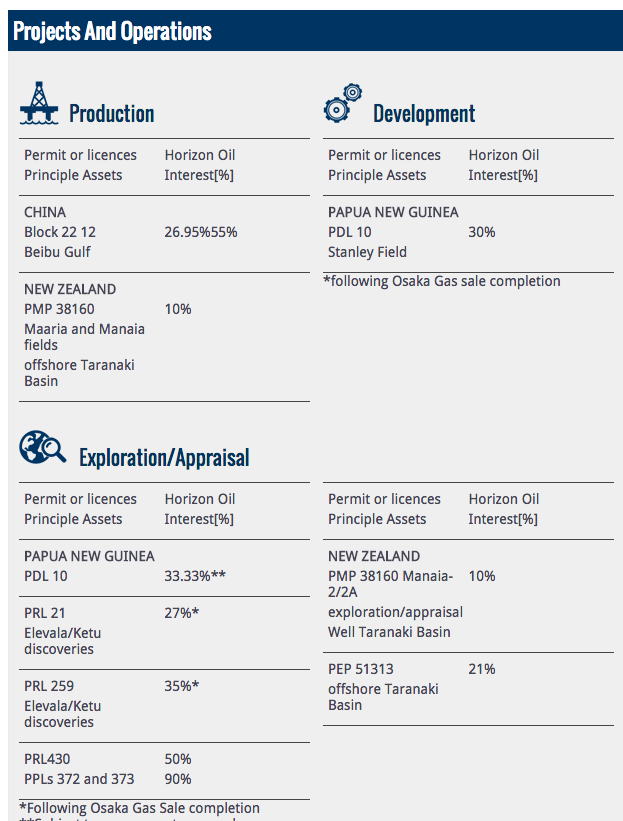 Projects And Operations
Production
Permit or licences Horizon Oil
Principle Assets Interest[%]
CHINA
Block 22 12 26.95%55%
Beibu Gulf
NEW ZEALAND
PMP 38160 10%
Maaria and Manaia
fields
offshore Taranaki
Basin
Development
Permit or licences Horizon Oil
Principle Assets Interest[%]
PAPUA NEW GUINEA
PDL 10 30%
Stanley Field
*following Osaka Gas sale completion
Exploration/Appraisal
Permit or licences Horizon Oil
Principle Assets Interest[%]
PAPUA NEW GUINEA
PDL 10 33.33%**
PRL 21 27%*
Elevala/Ketu
discoveries
PRL 259 35%*
Elevala/Ketu
discoveries
PRL430 50%
PPLs 372 and 373 90%
*Following Osaka Gas Sale completion
Permit or licences Horizon Oil
Principle Assets Interest[%]
NEW ZEALAND
PMP 38160 Manaia- 10%
2/2A
exploration/appraisal
Well Taranaki Basin
PEP 51313 21%
offshore Taranaki
Basin